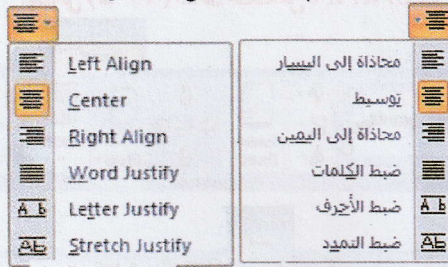 Left Align
Center
Right Align
Word Justify
Letter Justify
Stretch Justify
محاذاة إلى اليسار
توسيط
محاذاة إلى اليمين
ضبط الكلمات
ضبط الأحرف
ضبط التمدد